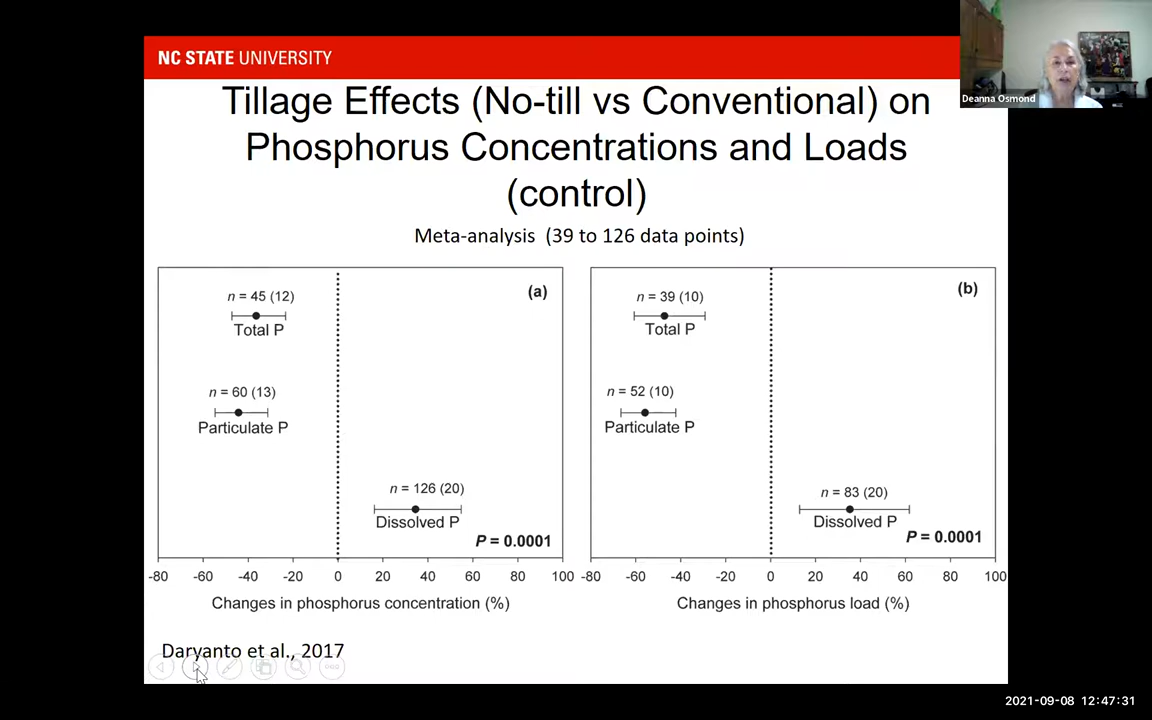 NC STATE UNIVERSITY
Deanna Osmond
Tillage Effects (No-till vs Conventional) on
Phosphorus Concentrations and Loads
(control)
Meta-analysis (39 to 126 data points)
(a)
n = 45 (12)
Total P
n = 60 (13)
Particulate P
n = 126 (20)
Dissolved P
P = 0.0001
-80 -60 -40 -20 0 20 40 60 80 100
Changes in phosphorus concentration (%)
(b)
n = 39 (10)
Total P
n = 52 (10)
Particulate P
n = 83 (20)
Dissolved P
P = 0.0001
-80 -60 -40 -20 0 20 40 60 80 100
Changes in phosphorus load (%)
Daryanto et al., 2017
2021-09-08 12:47:31